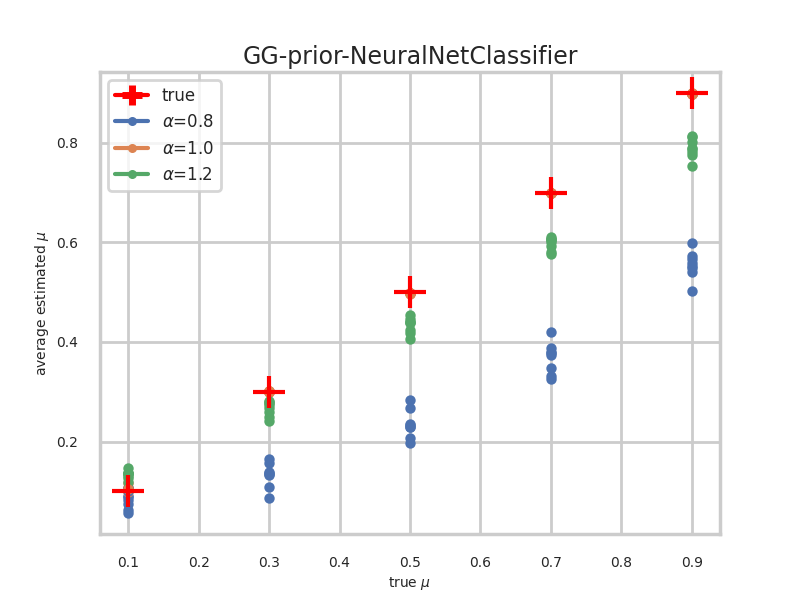 GG-prior-NeuralNetClassifier
true
α=0.8
α=1.0
α=1.2
0.8
0.6
0.4
0.2
average estimated μ
0.1 0.2 0.3 0.4 0.5 0.6 0.7 0.8 0.9
true μ